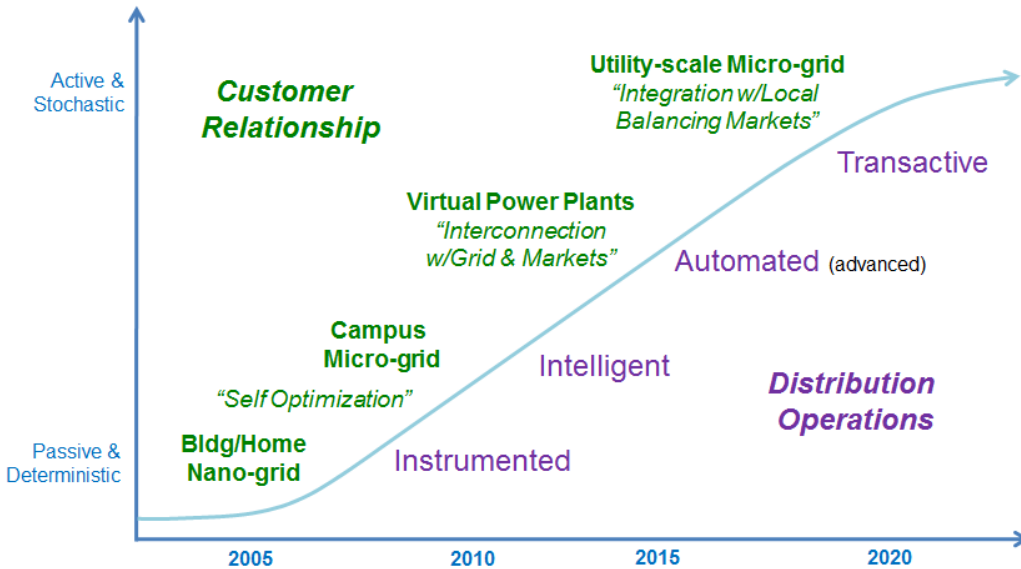 Active &
Stochastic
Customer
Relationship
Utility-scale Micro-grid
“Integration w/Local
Balancing Markets”
Transactive
Virtual Power Plants
“Interconnection
w/Grid & Markets”
Automated (advanced)
Campus
Micro-grid
Intelligent
“Self Optimization”
Distribution
Operations
Passive &
Deterministic
Bldg/Home
Nano-grid
Instrumented
2005 2010 2015 2020